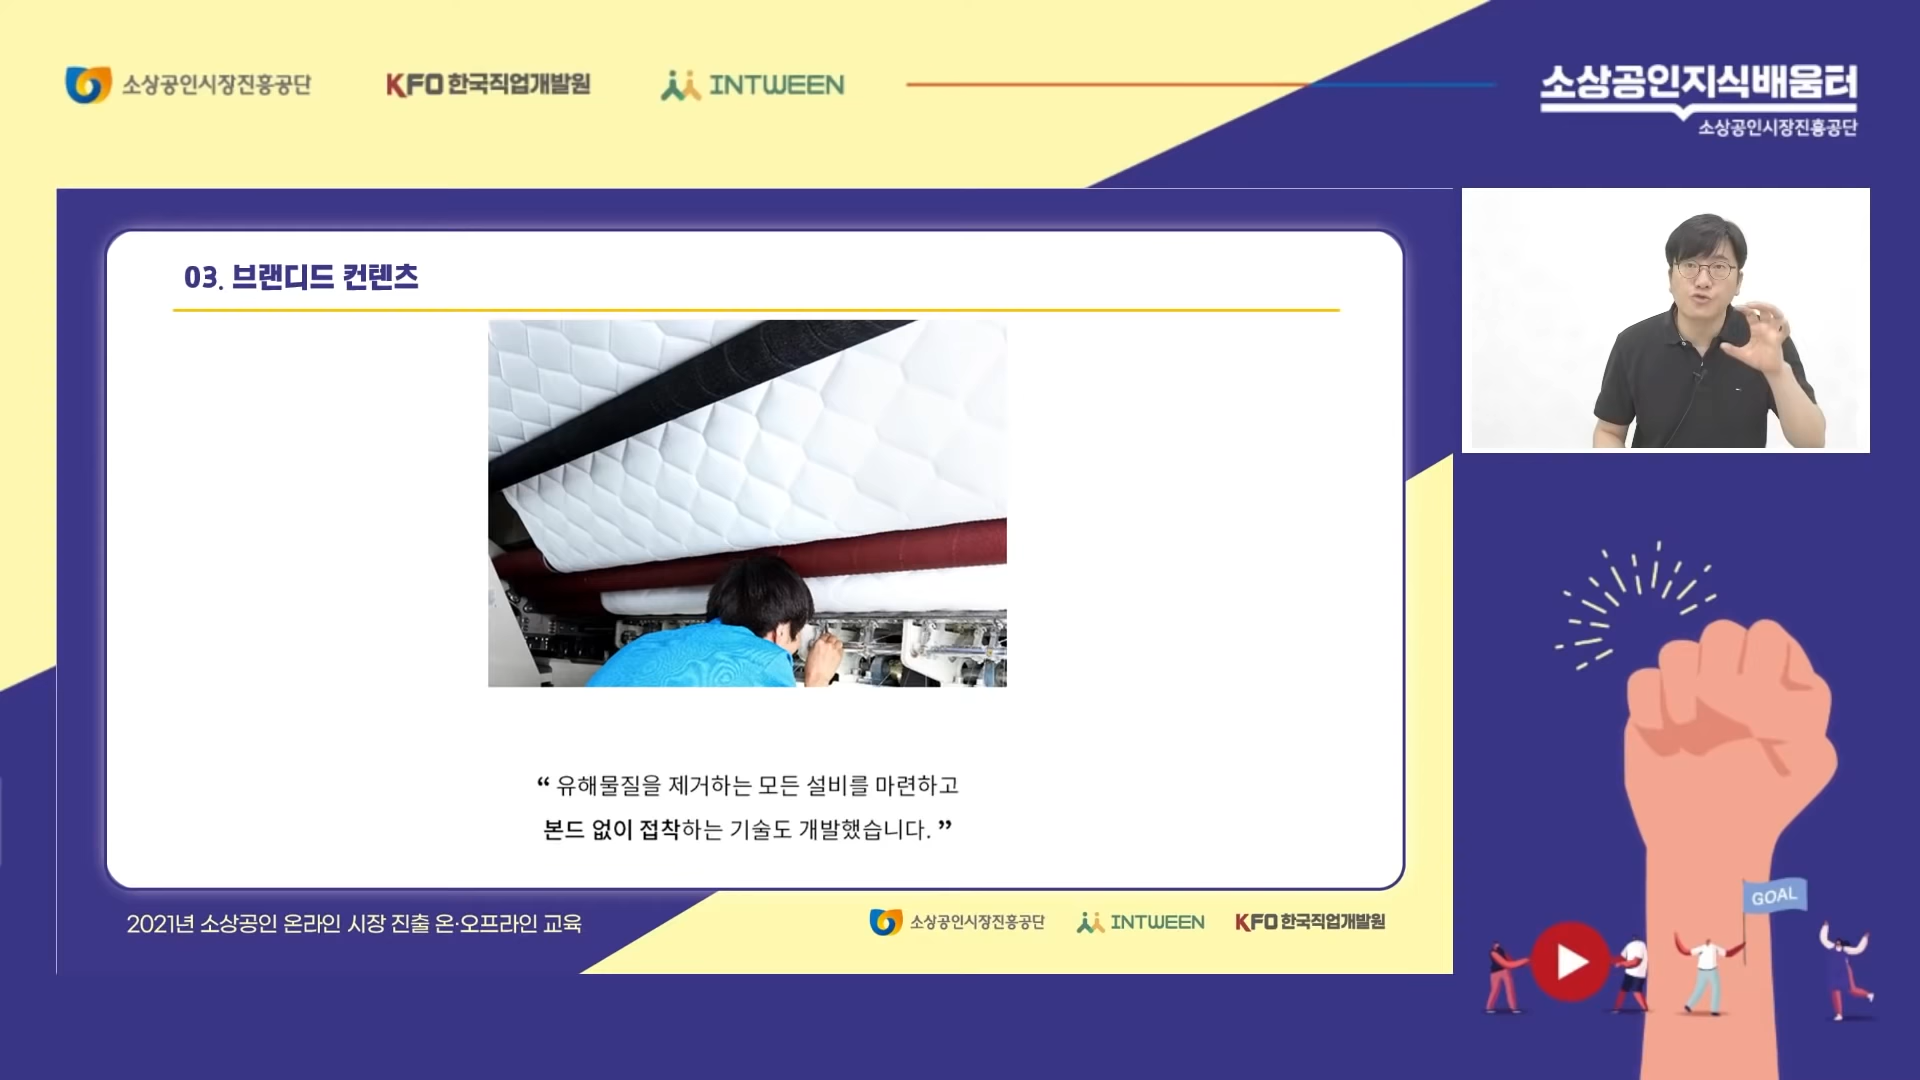 소상공인시장진흥공단
KFO 한국직업개발원
INTWEEN
소상공인지식배움터
소상공인시장진흥공단
03. 브랜디드 컨텐츠
“ 유해물질을 제거하는 모든 설비를 마련하고
본드 없이 접착하는 기술도 개발했습니다. ”
2021년 소상공인 온라인 시장 진출 온·오프라인 교육
소상공인시장진흥공단
INTWEEN
KFO 한국직업개발원
GOAL